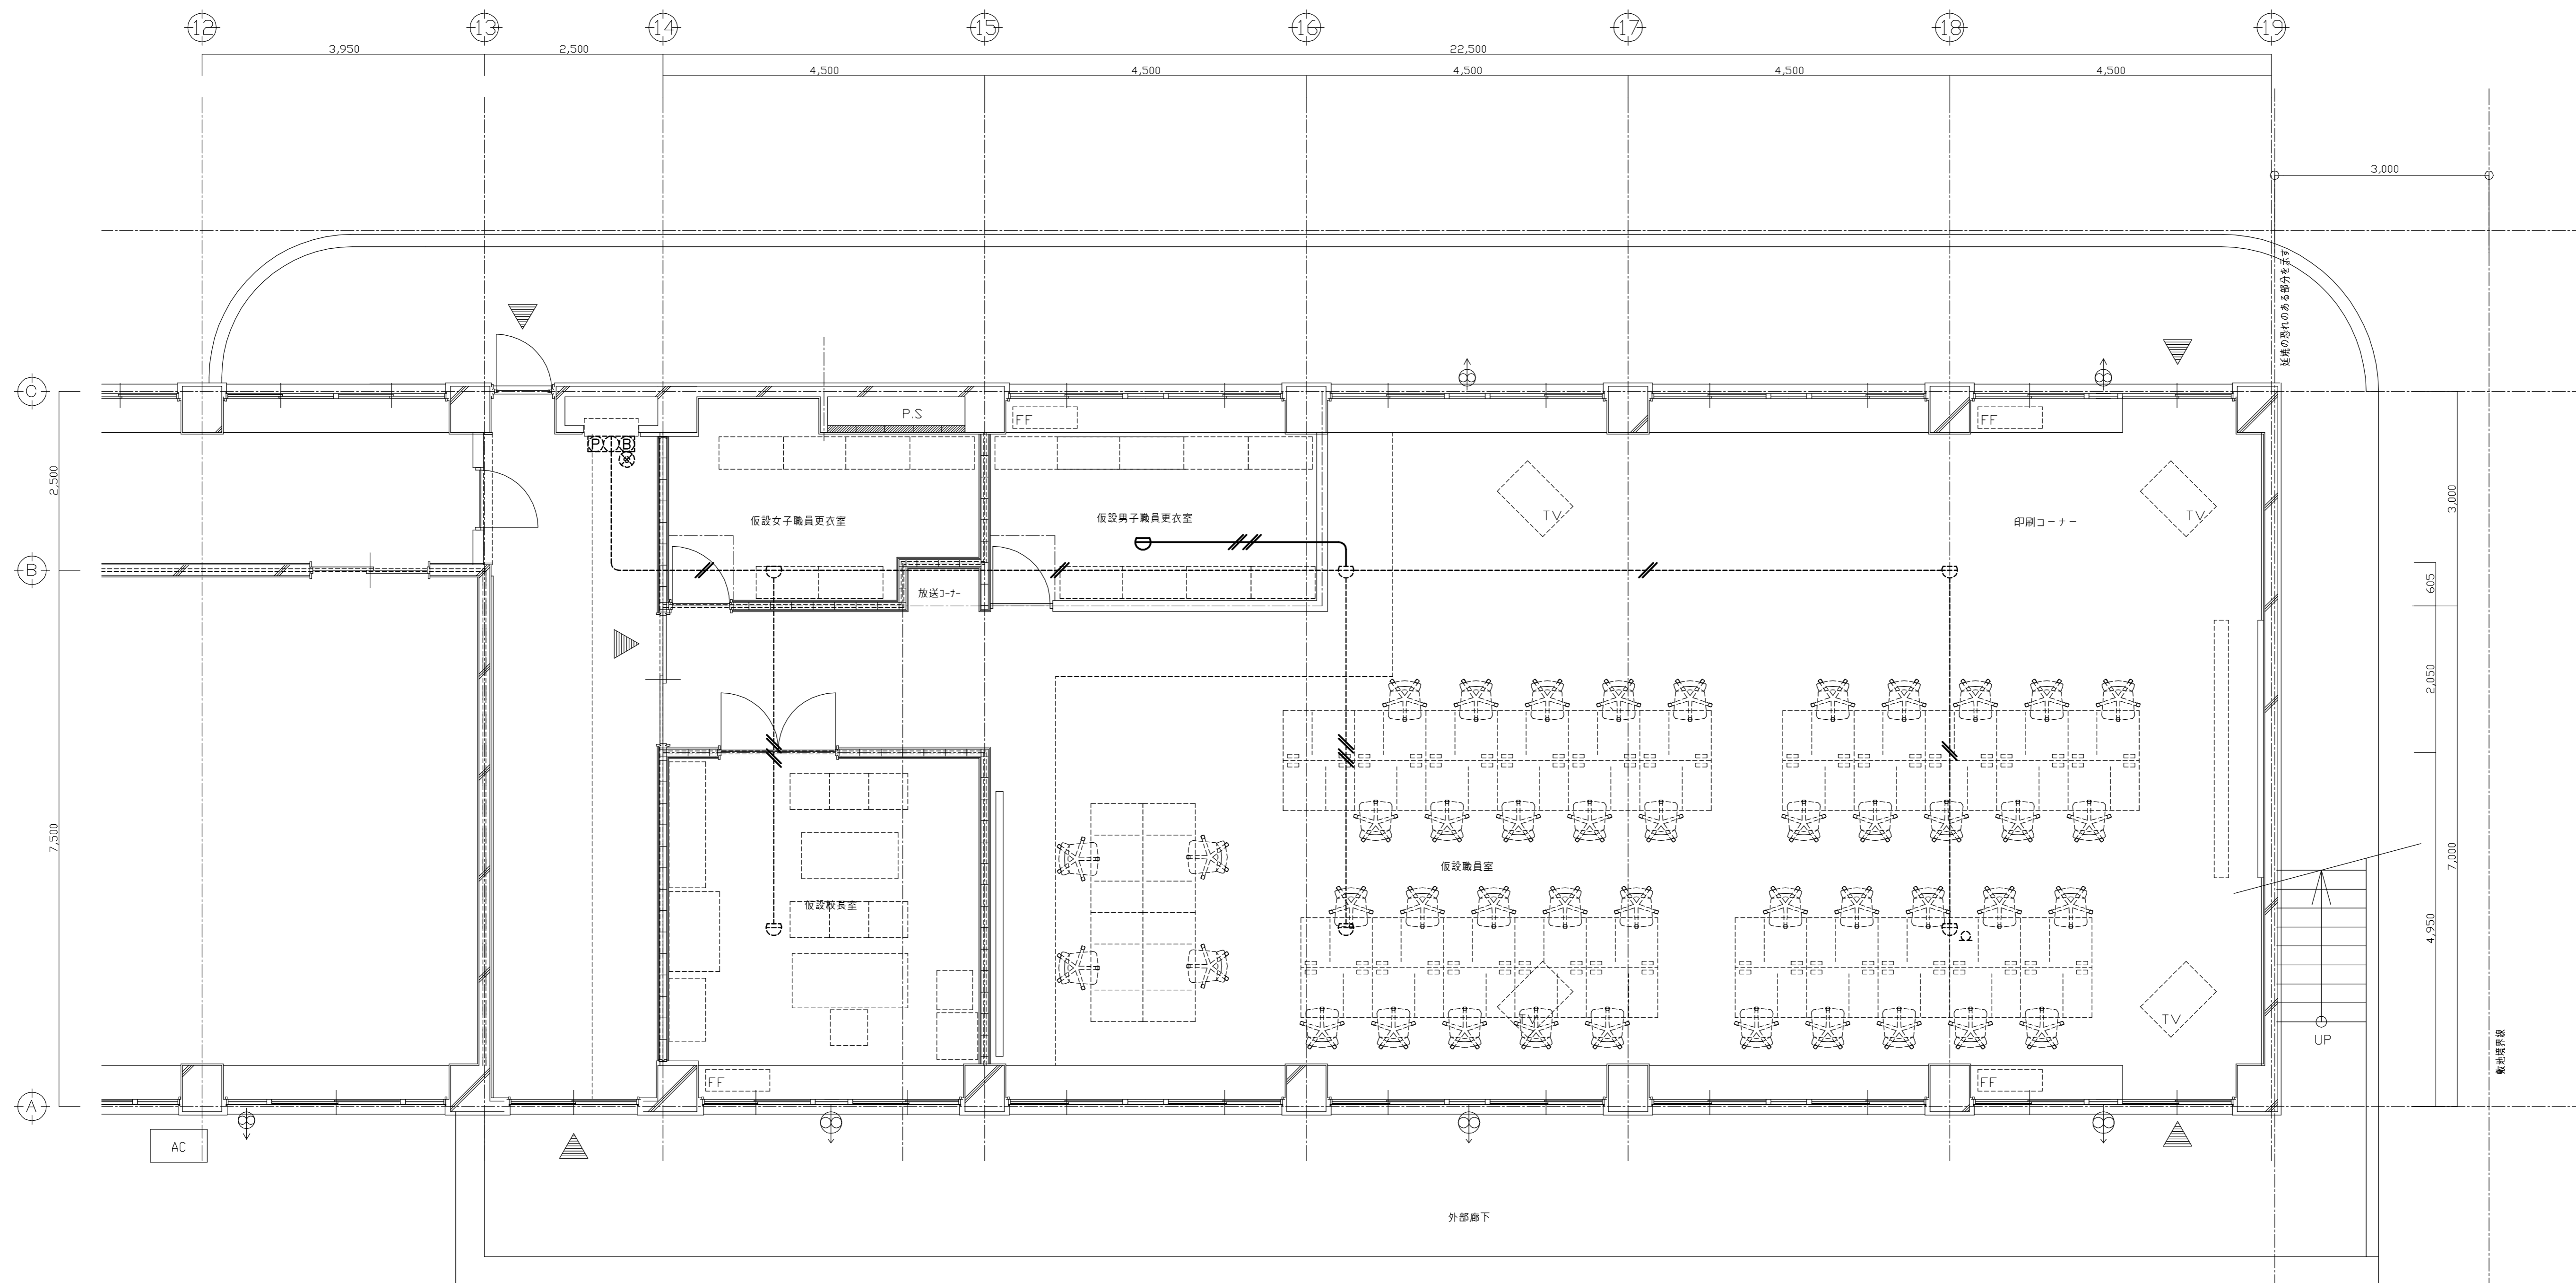 12
13
14
15
16
17
18
19
3,950
2,500
22,500
4,500
4,500
4,500
4,500
4,500
3,000
延焼の恐れのある部分を示す
C
P.S
FF
FF
P
B
TV
TV
2,500
3,000
仮設女子職員更衣室
仮設男子職員更衣室
印刷コーナー
B
放送コーナー
605
2,050
7,500
7,000
仮設職員室
仮設校長室
4,950
TV
TV
UP
敷地境界線
FF
FF
A
AC
外部廊下